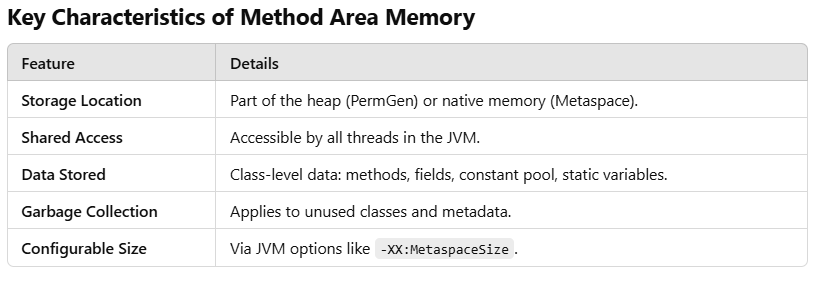 Key Characteristics of Method Area Memory
Feature Details
Storage Location Part of the heap (PermGen) or native memory (Metaspace).
Shared Access Accessible by all threads in the JVM.
Data Stored Class-level data: methods, fields, constant pool, static variables.
Garbage Collection Applies to unused classes and metadata.
Configurable Size Via JVM options like -XX:MetaspaceSize.